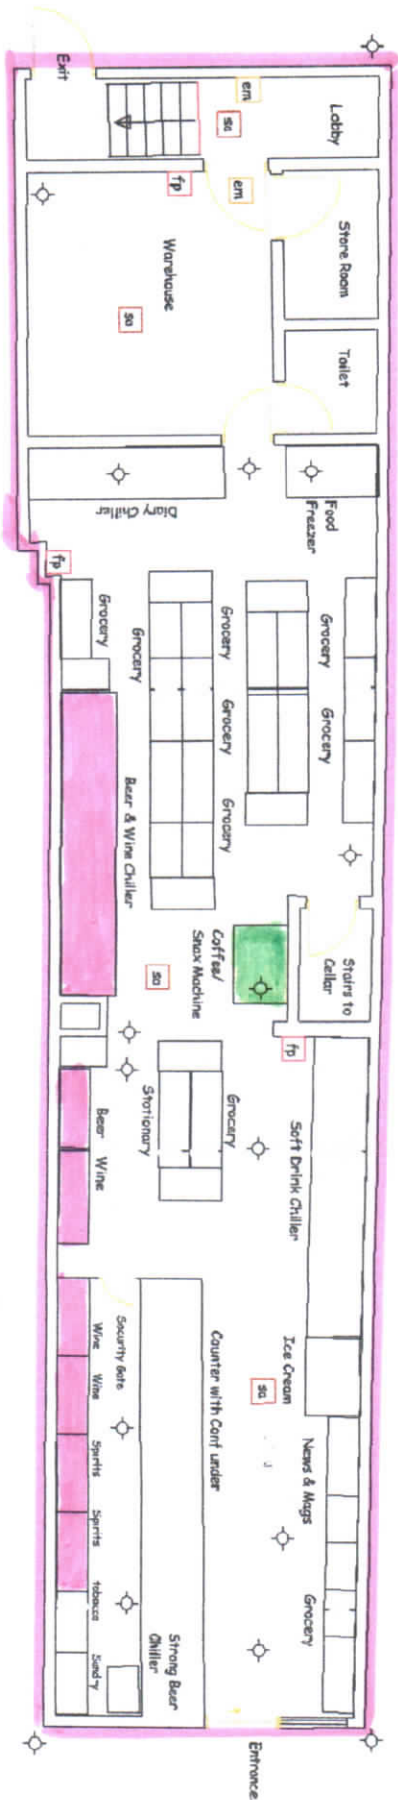 Exit
em
sa
Lobby
fp
em
Store Room
Warehouse
sa
Toilet
Diary Chiller
Food
Freezer
fp
Grocery
Grocery
Grocery
Grocery
Grocery
Grocery
Grocery
Beer & Wine Chiller
Coffee/
Snax Machine
sa
Stairs to
Cellar
fp
Beer
Wine
Stationary
Grocery
Soft Drink Chiller
Wine
Wine
Spirits
Spirits
tobacco
Sundry
Security Gate
Counter with Conf under
Ice Cream
sa
News & Mags
Grocery
Strong Beer
Chiller
Entrance